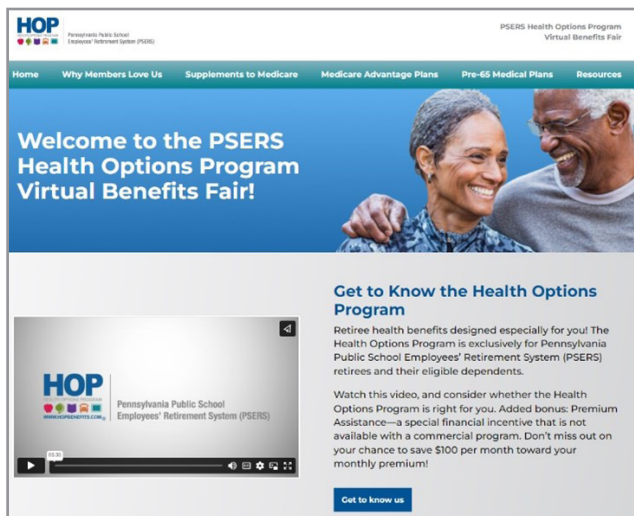 HOP
HEALTH OPTIONS PROGRAM
Pennsylvania Public School
Employees' Retirement System (PSERS)
PSERS Health Options Program
Virtual Benefits Fair
Home Why Members Love Us Supplements to Medicare Medicare Advantage Plans Pre-65 Medical Plans Resources
Welcome to the PSERS
Health Options Program
Virtual Benefits Fair!
HOP
HEALTH OPTIONS PROGRAM
WWW.HOPBENEFITS.COM
Pennsylvania Public School
Employees' Retirement System (PSERS)
Get to Know the Health Options
Program
Retiree health benefits designed especially for you! The
Health Options Program is exclusively for Pennsylvania
Public School Employees' Retirement System (PSERS)
retirees and their eligible dependents.
Watch this video, and consider whether the Health
Options Program is right for you. Added bonus: Premium
Assistance—a special financial incentive that is not
available with a commercial program. Don't miss out on
your chance to save $100 per month toward your
monthly premium!
Get to know us